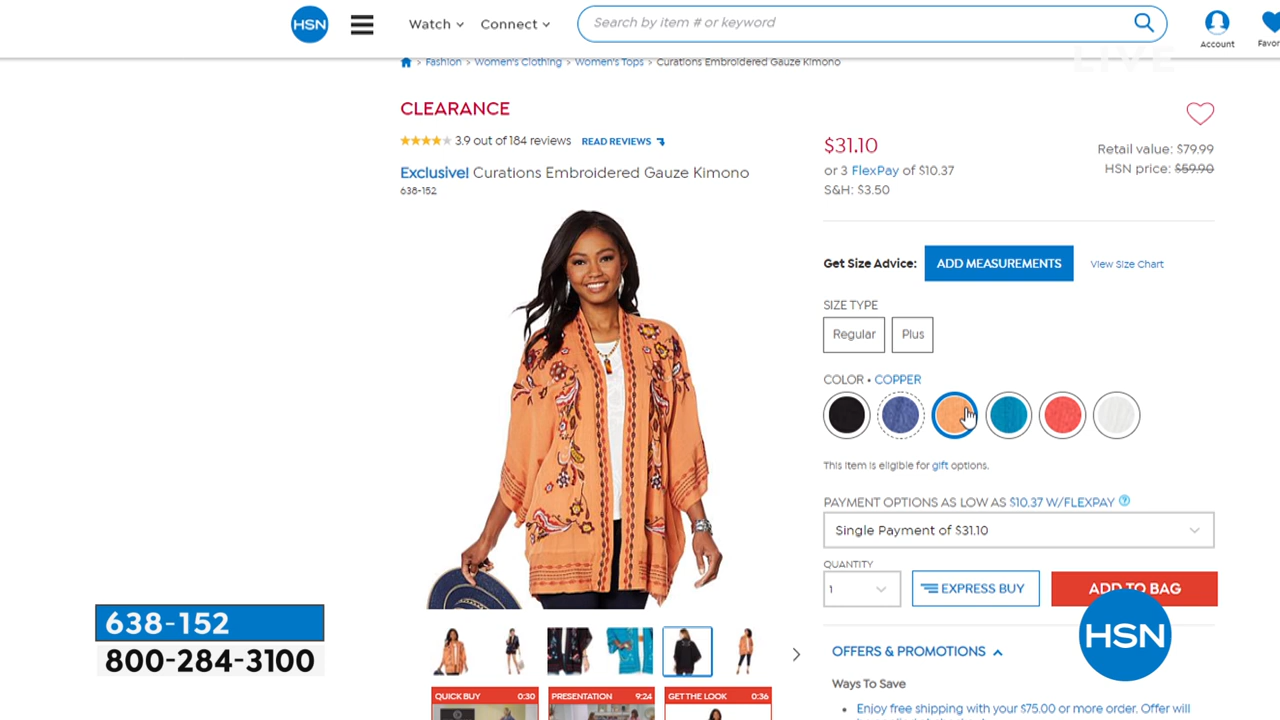 HSN
Watch
Connect
Search by item # or keyword
Account
Favor
LIVE
> Fashion > Women's Clothing > Women's Tops > Curations Embroidered Gauze Kimono
CLEARANCE
3.9 out of 184 reviews READ REVIEWS
Exclusive! Curations Embroidered Gauze Kimono
638-152
$31.10
or 3 FlexPay of $10.37
S&H: $3.50
Retail value: $79.99
HSN price: $59.90
Get Size Advice: ADD MEASUREMENTS View Size Chart
SIZE TYPE
Regular Plus
COLOR • COPPER
This item is eligible for gift options.
PAYMENT OPTIONS AS LOW AS $10.37 W/FLEXPAY ?
Single Payment of $31.10
QUANTITY
1
EXPRESS BUY
ADD TO BAG
HSN
OFFERS & PROMOTIONS
Ways To Save
• Enjoy free shipping with your $75.00 or more order. Offer will
638-152
800-284-3100
QUICK BUY 0:30
PRESENTATION 9:24
GET THE LOOK 0:36